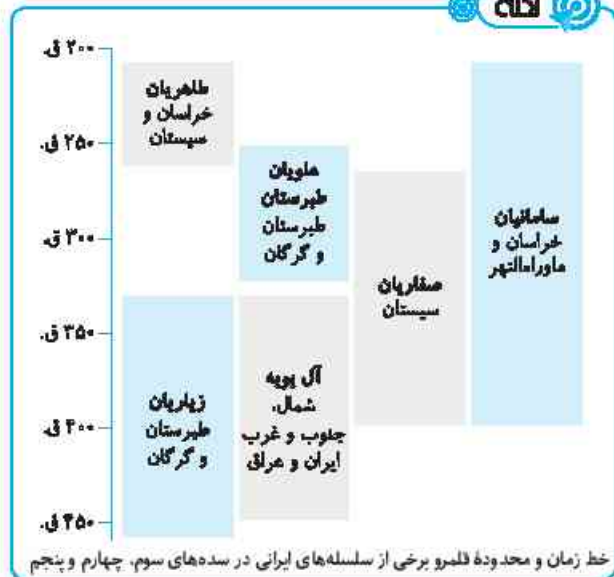 ۲۰۰ ق.
۲۵۰ ق.
۳۰۰ ق.
۳۵۰ ق.
۴۰۰ ق.
۴۵۰ ق.
طاهریان
خراسان و
سیستان
علویان
طبرستان
طبرستان
و گرگان
صفاریان
سیستان
سامانیان
خراسان و
ماوراءالنهر
زیاریان
طبرستان
و گرگان
آل بویه
شمال،
جنوب و غرب
ایران و عراق
خط زمان و محدودهٔ قلمرو برخی از سلسله‌های ایرانی در سده‌های سوم، چهارم و پنجم